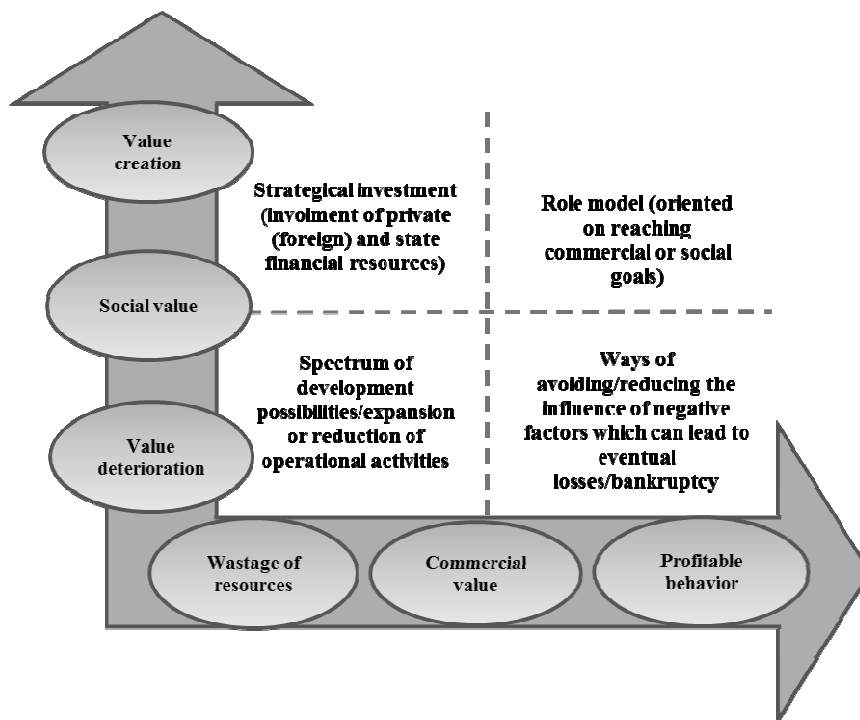 Value
creation
Strategical investment
(involment of private
(foreign) and state
financial resources)
Role model (oriented
on reaching
commercial or social
goals)
Social value
Spectrum of
development
possibilities/expansion
or reduction of
operational activities
Ways of
avoiding/reducing the
influence of negative
factors which can lead to
eventual
losses/bankruptcy
Value
deterioration
Wastage of
resources
Commercial
value
Profitable
behavior